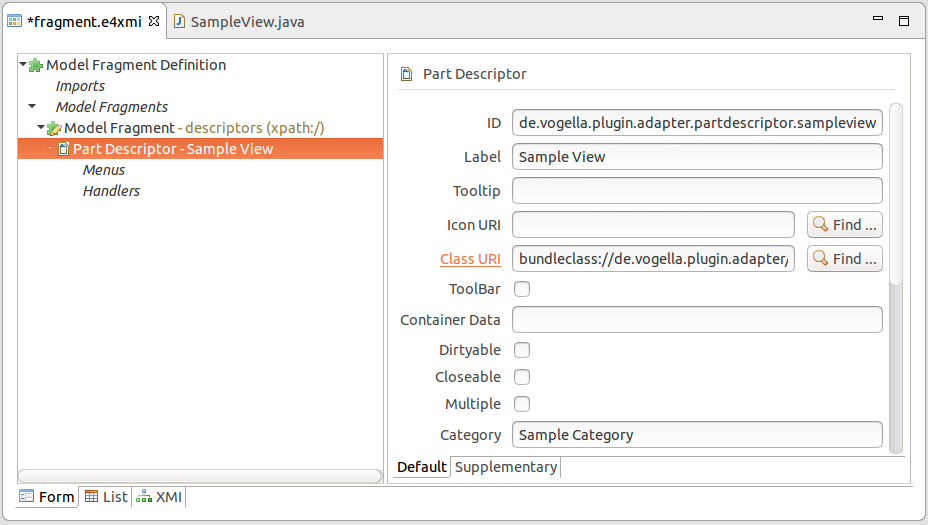 *fragment.e4xmi
SampleView.java
Model Fragment Definition
Imports
Model Fragments
Model Fragment - descriptors (xpath:/)
Part Descriptor - Sample View
Menus
Handlers
Part Descriptor
ID de.vogella.plugin.adapter.partdescriptor.sampleview
Label Sample View
Tooltip
Icon URI Find ...
Class URI bundleclass://de.vogella.plugin.adapter/ Find ...
ToolBar
Container Data
Dirtyable
Closeable
Multiple
Category Sample Category
Default Supplementary
Form List XMI